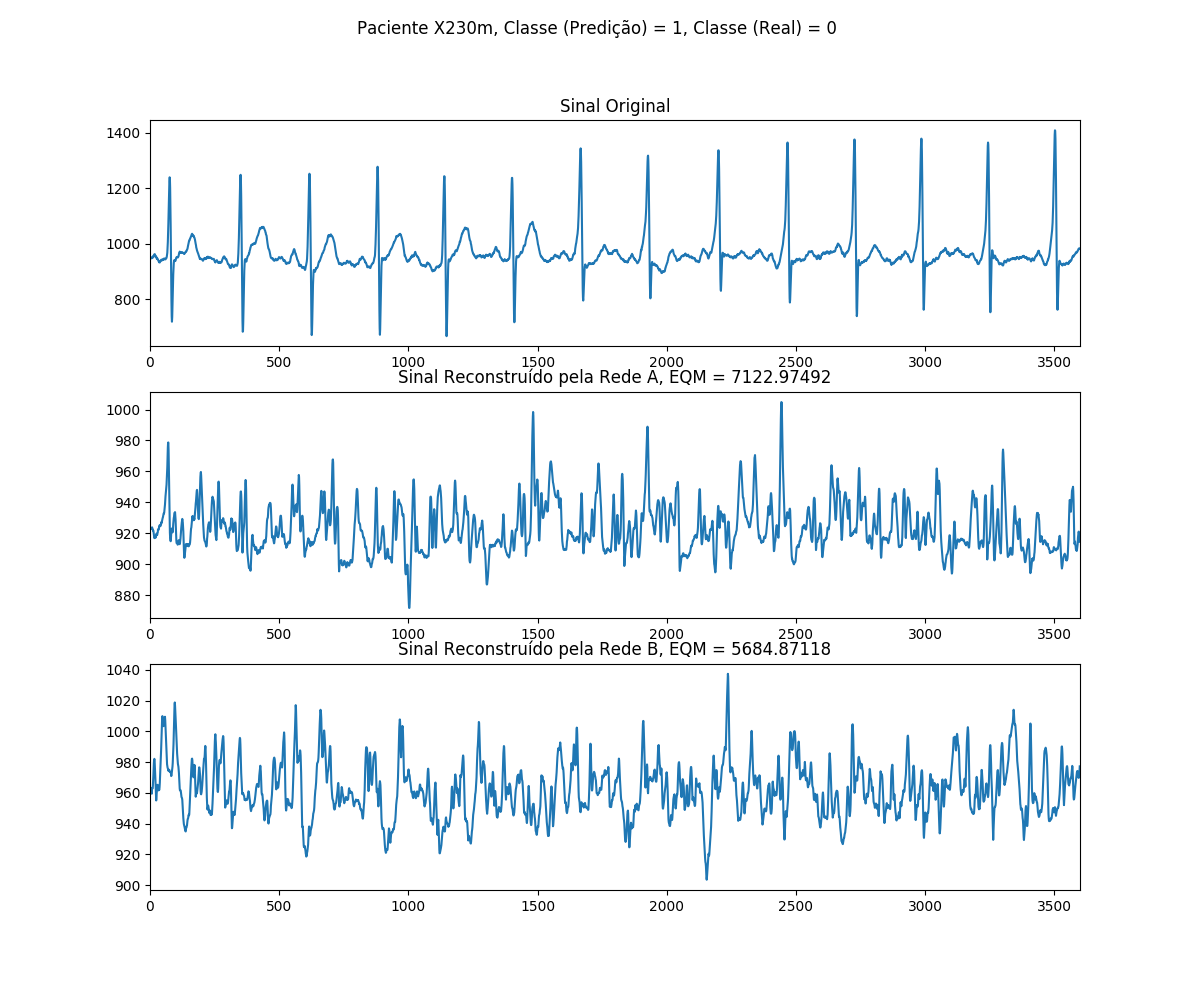 Paciente X230m, Classe (Predição) = 1, Classe (Real) = 0
Sinal Original
1400
1200
1000
800
0 500 1000 1500 2000 2500 3000 3500
Sinal Reconstruído pela Rede A, EQM = 7122.97492
1000
980
960
940
920
900
880
0 500 1000 1500 2000 2500 3000 3500
Sinal Reconstruído pela Rede B, EQM = 5684.87118
1040
1020
1000
980
960
940
920
900
0 500 1000 1500 2000 2500 3000 3500